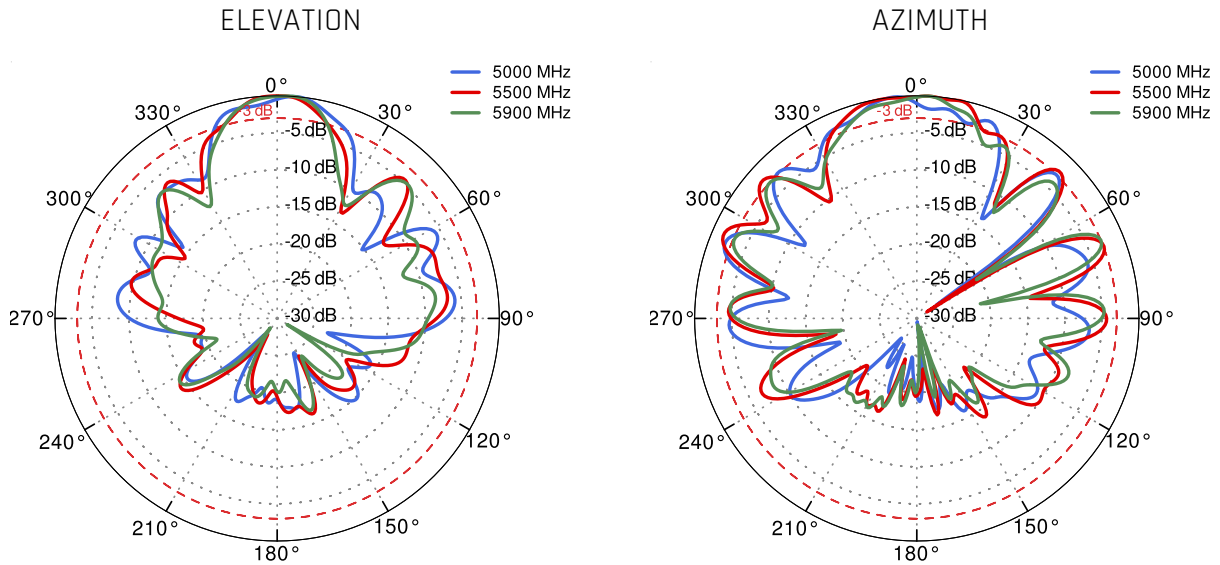 ELEVATION
5000 MHz
5500 MHz
5900 MHz
0°
30°
60°
90°
120°
150°
180°
210°
240°
270°
300°
330°
-3 dB
-5 dB
-10 dB
-15 dB
-20 dB
-25 dB
-30 dB
AZIMUTH
5000 MHz
5500 MHz
5900 MHz
0°
30°
60°
90°
120°
150°
180°
210°
240°
270°
300°
330°
-3 dB
-5 dB
-10 dB
-15 dB
-20 dB
-25 dB
-30 dB